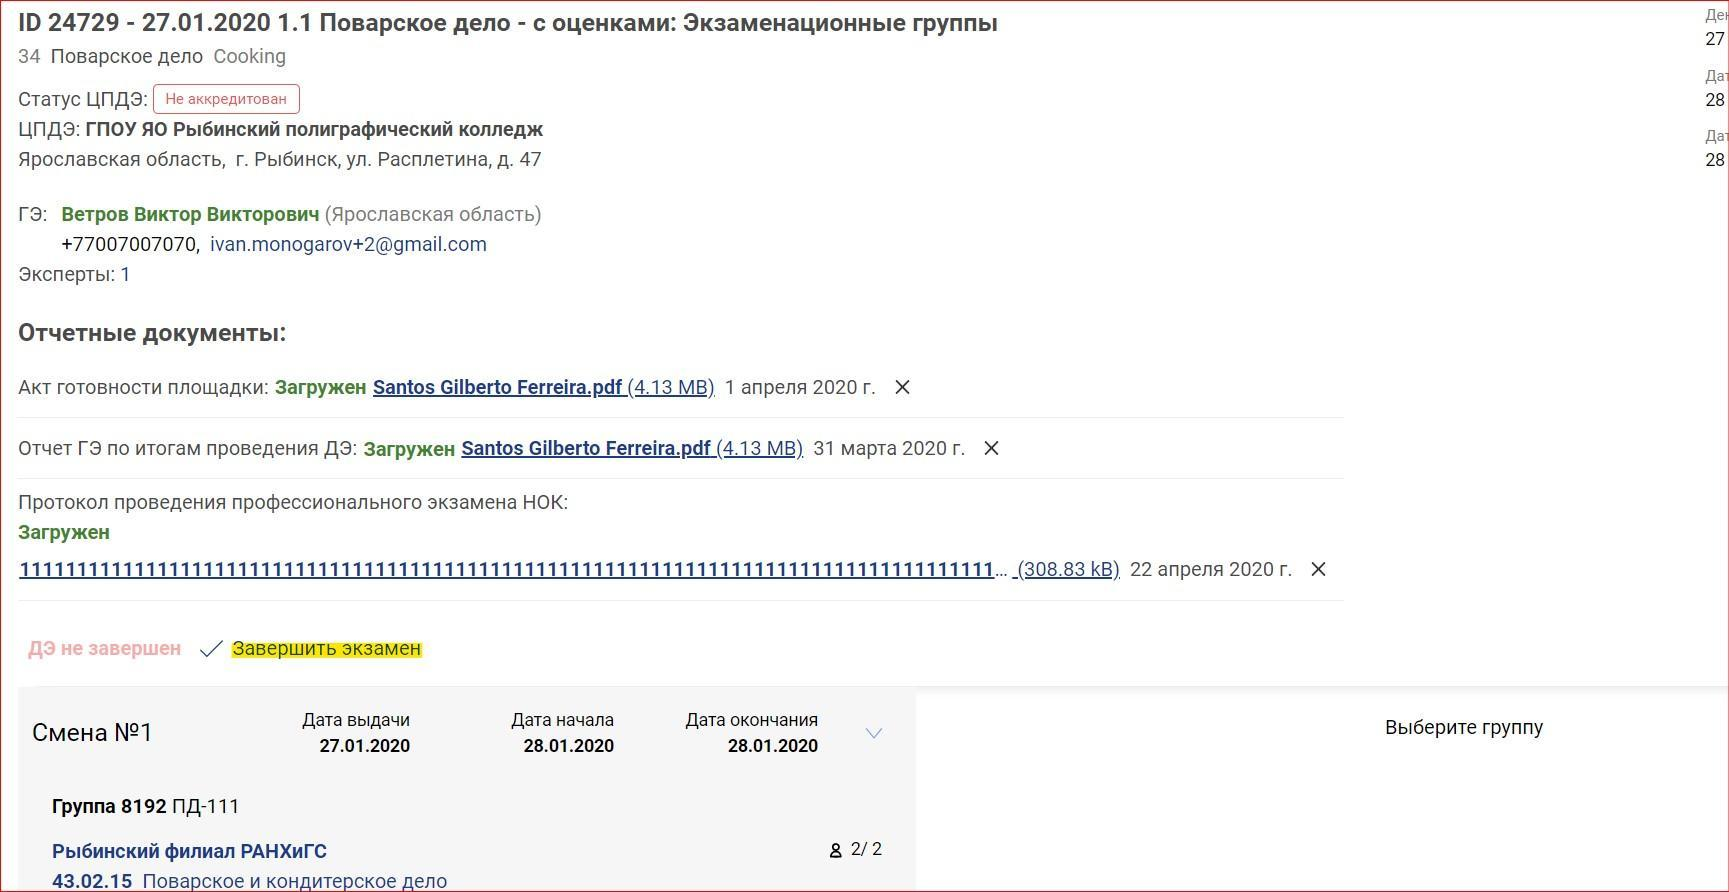 ID 24729 - 27.01.2020 1.1 Поварское дело - с оценками: Экзаменационные группы
34 Поварское дело Cooking
Статус ЦПДЭ: Не аккредитован
ЦПДЭ: ГПОУ ЯО Рыбинский полиграфический колледж
Ярославская область, г. Рыбинск, ул. Расплетина, д. 47
ГЭ: Ветров Виктор Викторович (Ярославская область)
+77007007070, ivan.monogarov+2@gmail.com
Эксперты: 1
27
28
28
Отчетные документы:
Акт готовности площадки: Загружен Santos Gilberto Ferreira.pdf (4.13 MB) 1 апреля 2020 г.
Отчет ГЭ по итогам проведения ДЭ: Загружен Santos Gilberto Ferreira.pdf (4.13 MB) 31 марта 2020 г.
Протокол проведения профессионального экзамена НОК:
Загружен
1111111111111111111111111111111111111111111111111111111111111111111111111111111111111... (308.83 kB) 22 апреля 2020 г.
ДЭ не завершен Завершить экзамен
Смена №1
Дата выдачи
27.01.2020
Дата начала
28.01.2020
Дата окончания
28.01.2020
Выберите группу
Группа 8192 ПД-111
Рыбинский филиал РАНХиГС 2/ 2
43.02.15 Поварское и кондитерское дело